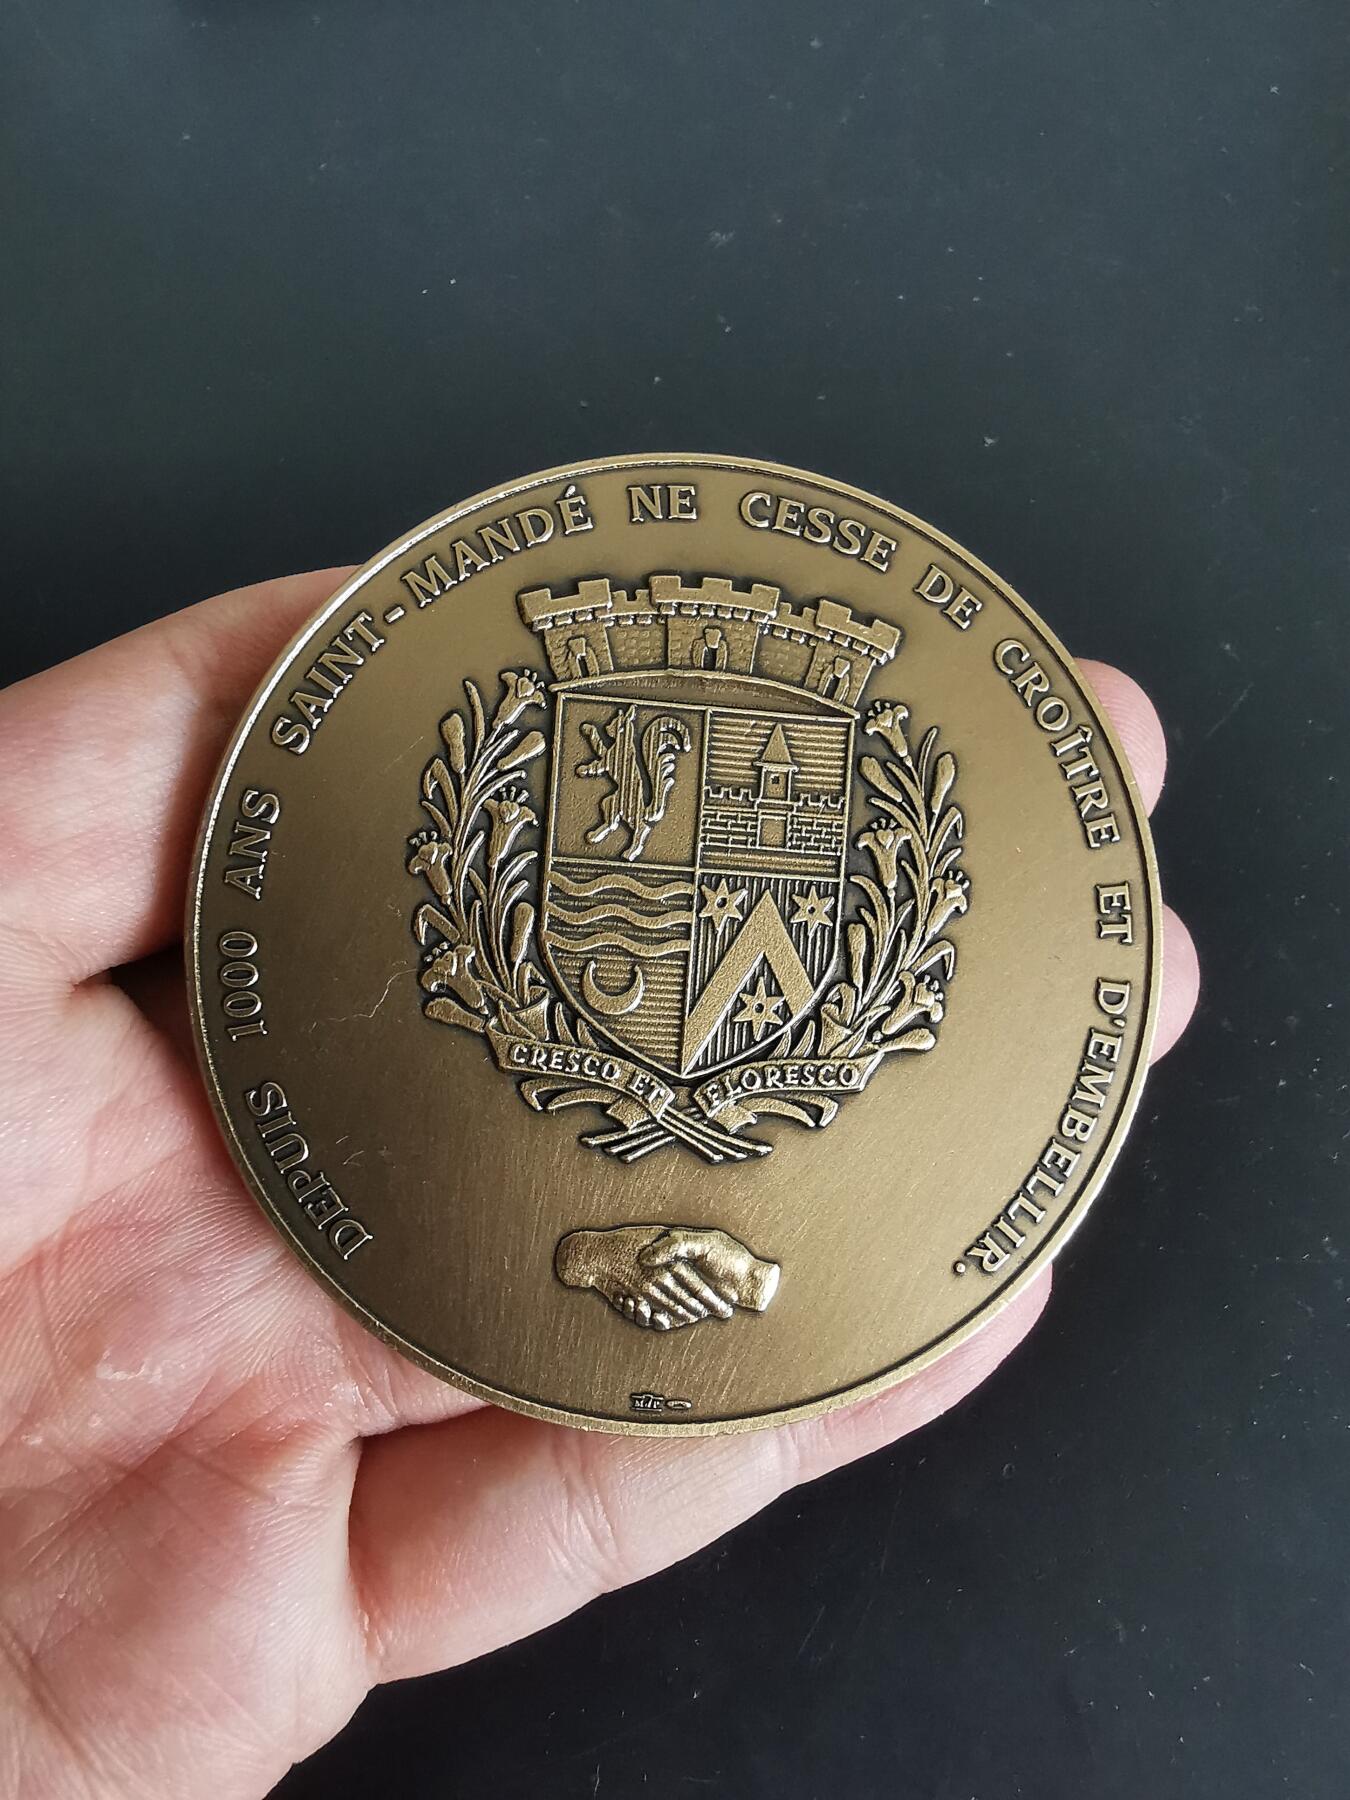 DEPUIS 1000 ANS SAINT-MANDÉ NE CESSE DE CROÎTRE ET D'EMBELLIR.
CRESCO ET FLORESCO